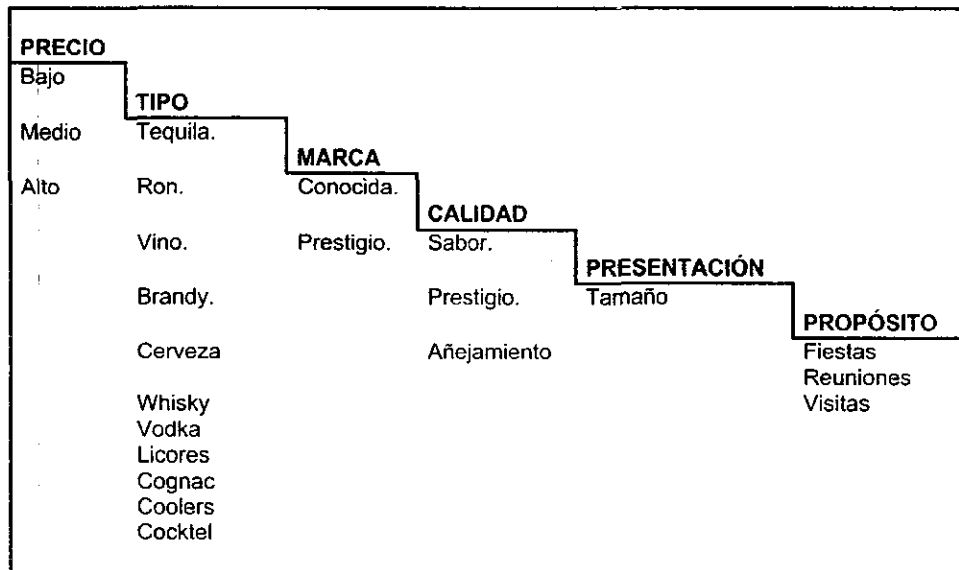 PRECIO
Bajo
TIPO
Medio Tequila.
MARCA
Alto Ron. Conocida.
CALIDAD
Vino. Prestigio. Sabor.
PRESENTACIÓN
Brandy. Prestigio. Tamaño
PROPÓSITO
Cerveza Añejamiento Fiestas
Reuniones
Whisky Visitas
Vodka
Licores
Cognac
Coolers
Cocktel